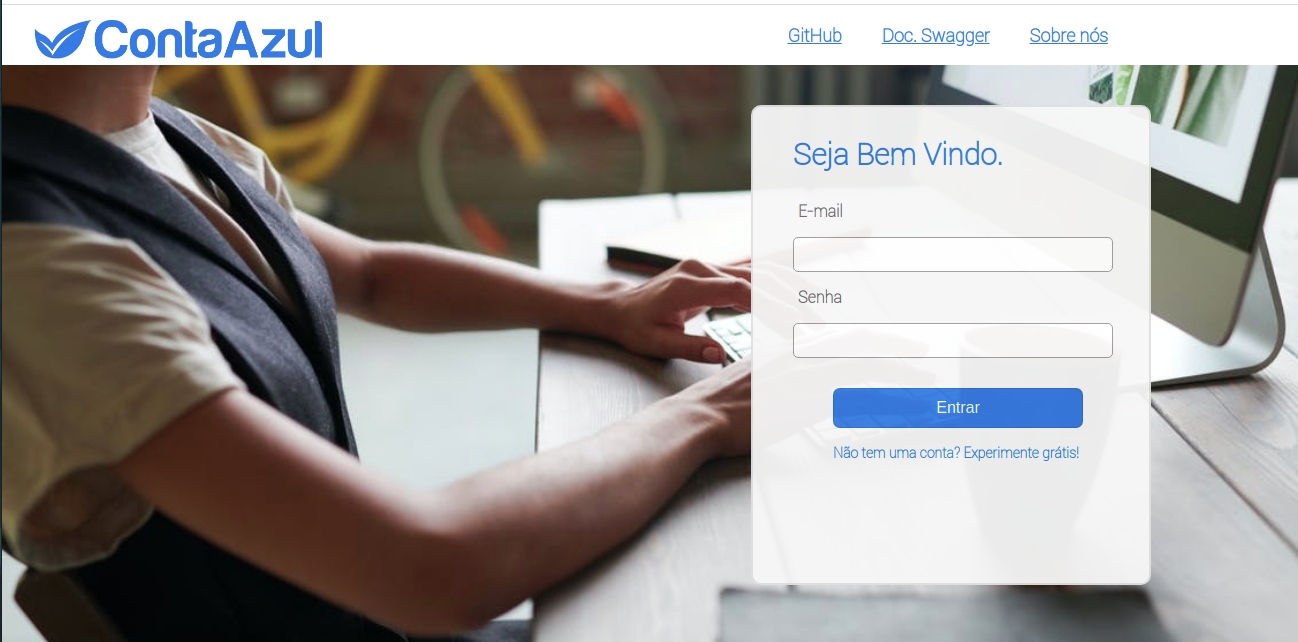 ContaAzul
GitHub
Doc. Swagger
Sobre nós
Seja Bem Vindo.
E-mail
Senha
Entrar
Não tem uma conta? Experimente grátis!